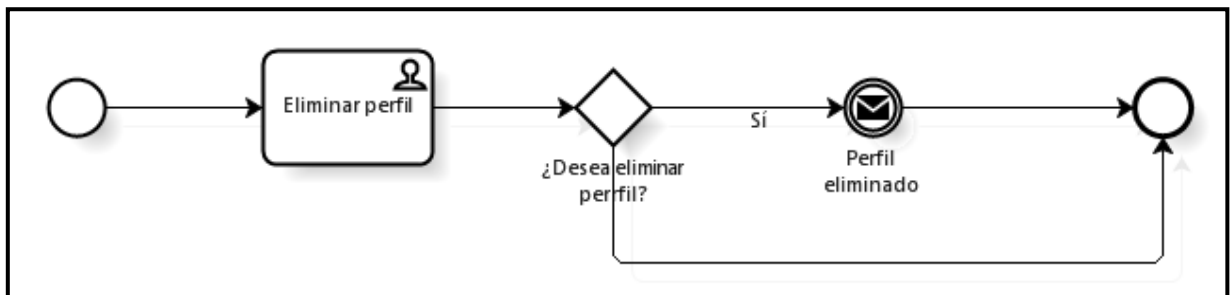 Eliminar perfil
Sí
¿Desea eliminar
perfil?
Perfil
eliminado